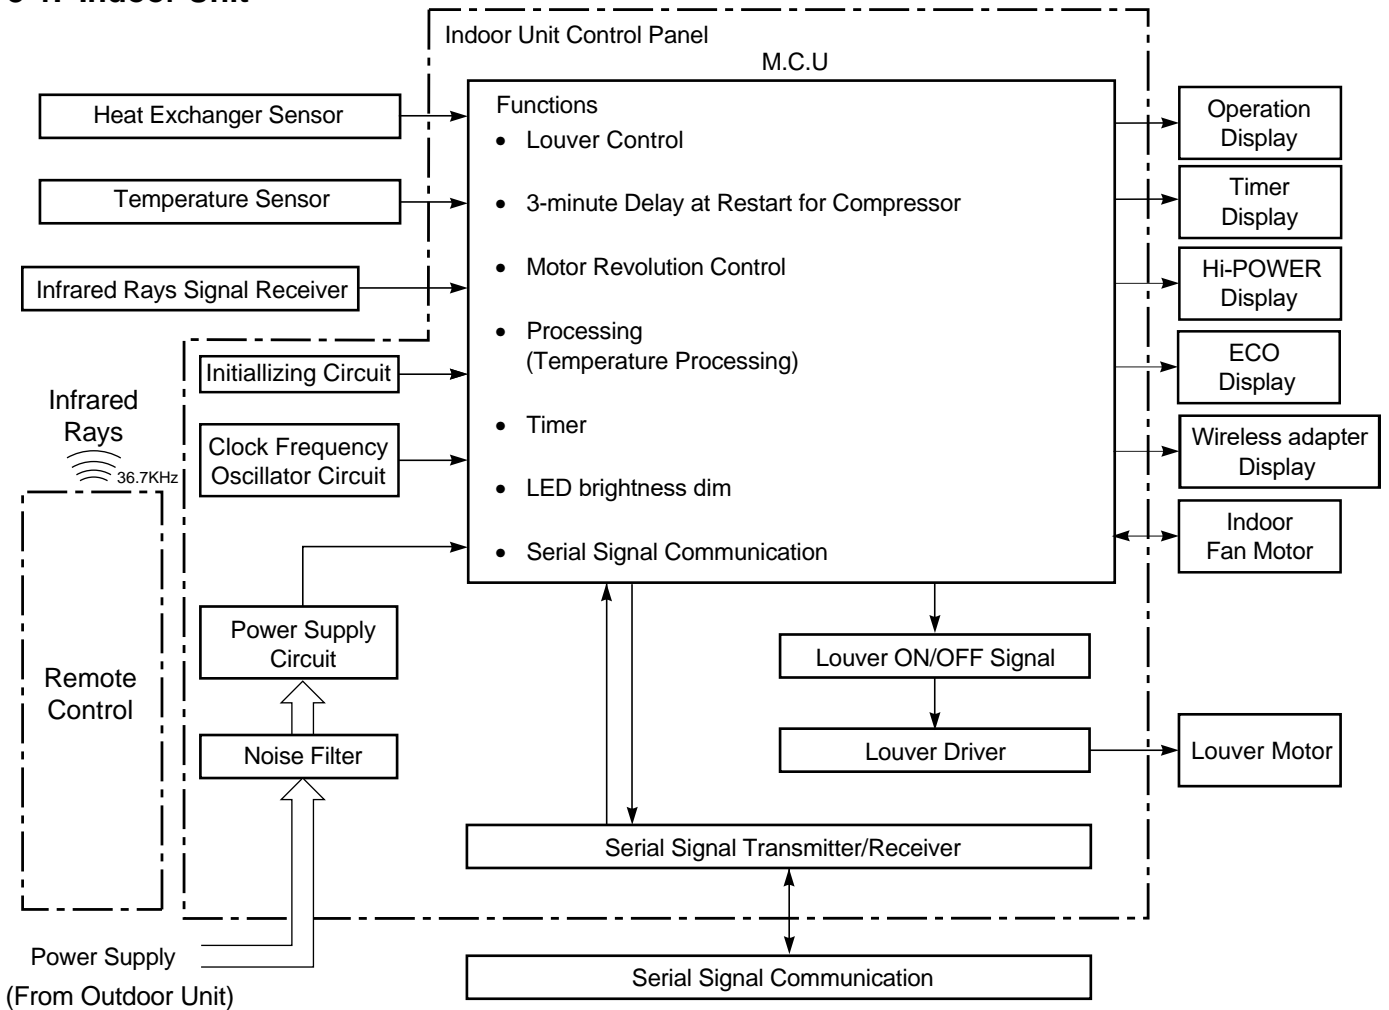 Indoor Unit Control Panel
M.C.U
Functions
• Louver Control
• 3-minute Delay at Restart for Compressor
• Motor Revolution Control
• Processing
(Temperature Processing)
• Timer
• LED brightness dim
• Serial Signal Communication
Heat Exchanger Sensor
Temperature Sensor
Infrared Rays Signal Receiver
Initiallizing Circuit
Clock Frequency
Oscillator Circuit
Power Supply
Circuit
Noise Filter
Infrared
Rays
36.7KHz
Remote
Control
Power Supply
(From Outdoor Unit)
Operation
Display
Timer
Display
Hi-POWER
Display
ECO
Display
Wireless adapter
Display
Indoor
Fan Motor
Louver ON/OFF Signal
Louver Driver
Louver Motor
Serial Signal Transmitter/Receiver
Serial Signal Communication